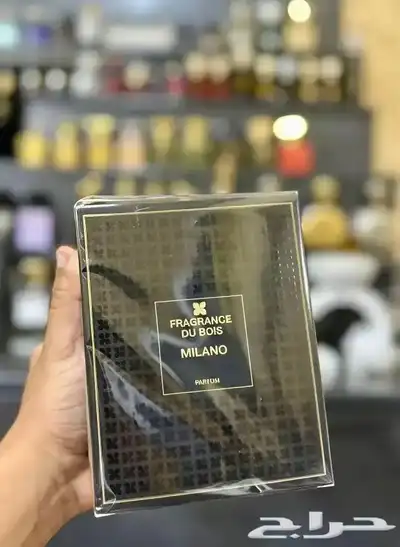 FRAGRANCE
DU BOIS
MILANO
PARFUM
حراج